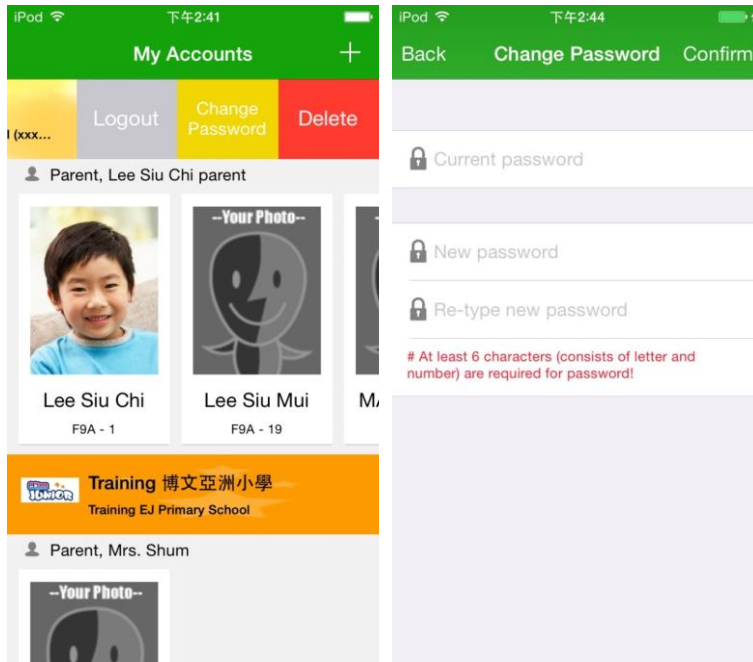 iPod 下午2:41
My Accounts +
l (xxx... Logout Change Password Delete
Parent, Lee Siu Chi parent
--Your Photo--
Lee Siu Chi Lee Siu Mui
F9A - 1 F9A - 19
JUNIOR Training 博文亞洲小學
Training EJ Primary School
Parent, Mrs. Shum
--Your Photo--
iPod 下午2:44
Back Change Password Confirm
Current password
New password
Re-type new password
# At least 6 characters (consists of letter and
number) are required for password!